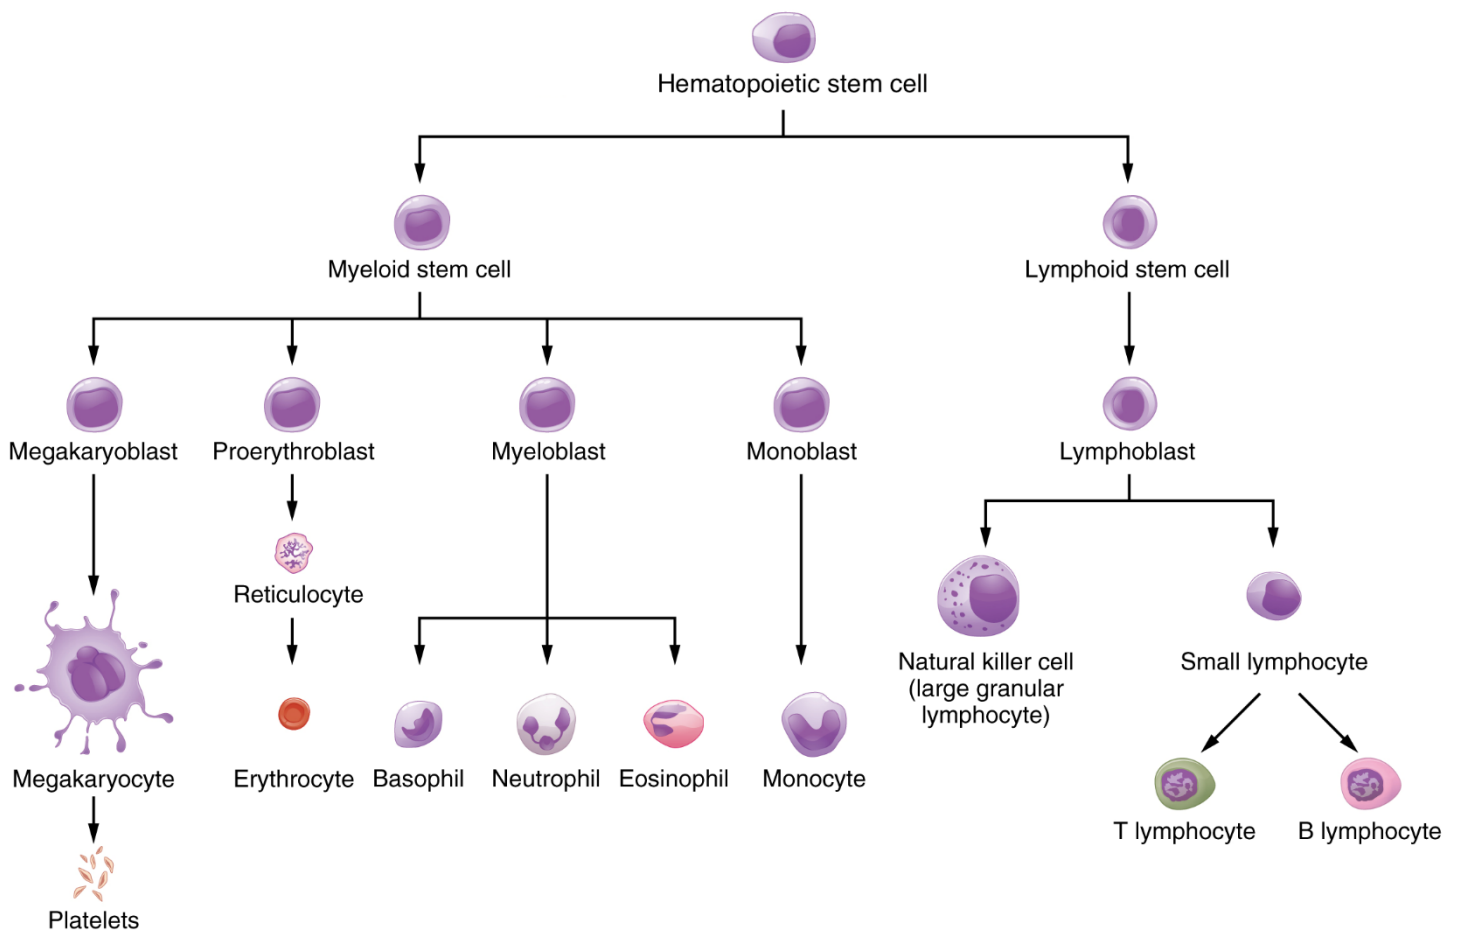 Hematopoietic stem cell
Myeloid stem cell
Lymphoid stem cell
Megakaryoblast
Proerythroblast
Myeloblast
Monoblast
Lymphoblast
Reticulocyte
Natural killer cell
(large granular
lymphocyte)
Small lymphocyte
Megakaryocyte
Erythrocyte
Basophil
Neutrophil
Eosinophil
Monocyte
T lymphocyte
B lymphocyte
Platelets